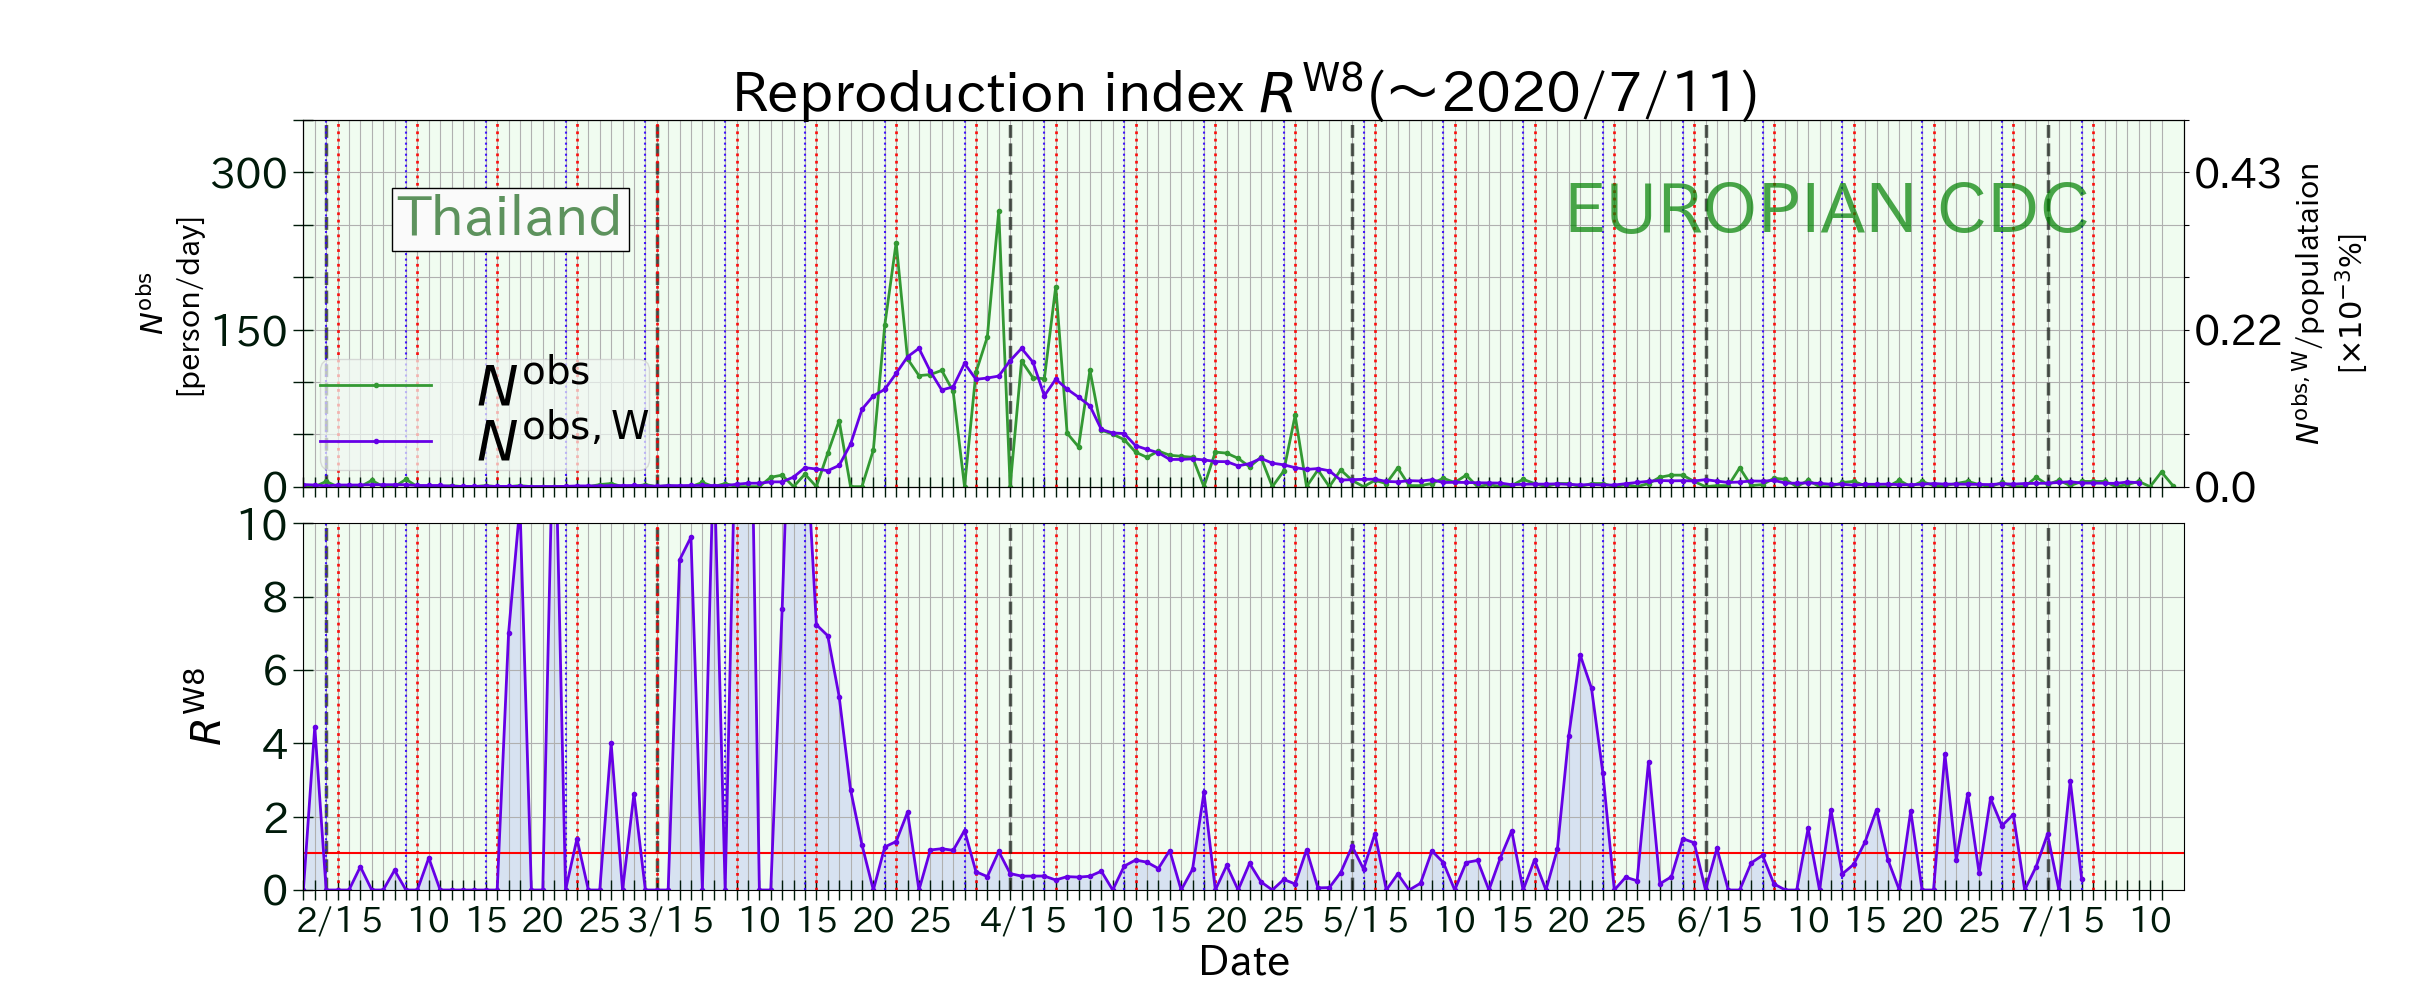 Reproduction index R^W8(～2020/7/11)
300
150
0
N^obs
[person/day]
Thailand
EUROPIAN CDC
N^obs
N^obs, W
0.43
0.22
0.0
N^obs, W/populataion
[×10^−3%]
10
8
6
4
2
0
R^W8
2/1 5 10 15 20 25 3/1 5 10 15 20 25 4/1 5 10 15 20 25 5/1 5 10 15 20 25 6/1 5 10 15 20 25 7/1 5 10
Date